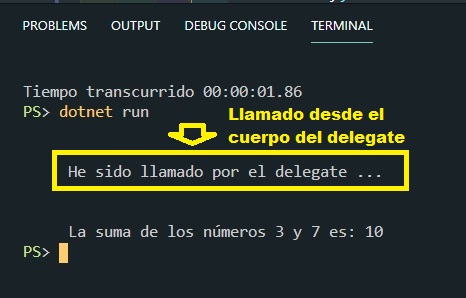 PROBLEMS OUTPUT DEBUG CONSOLE TERMINAL
Tiempo transcurrido 00:00:01.86
PS> dotnet run
Llamado desde el
cuerpo del delegate
He sido llamado por el delegate ...
La suma de los números 3 y 7 es: 10
PS>